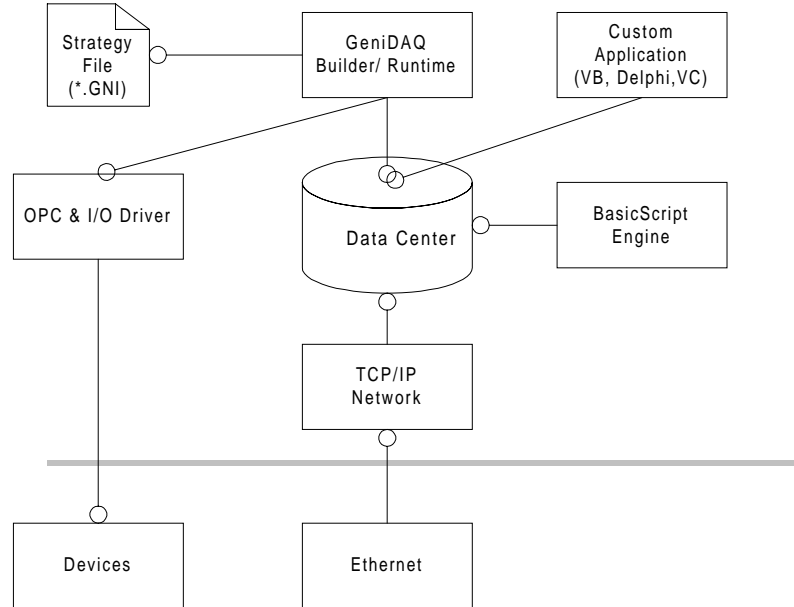 Strategy
File
(*.GNI)
GeniDAQ
Builder/ Runtime
Custom
Application
(VB, Delphi,VC)
OPC & I/O Driver
Data Center
BasicScript
Engine
TCP/IP
Network
Devices
Ethernet